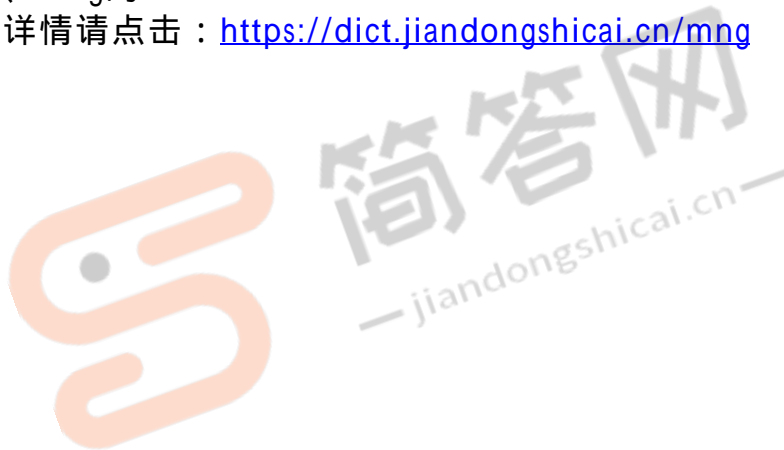 详情请点击：https://dict.jiandongshicai.cn/mng
简答网
jiandongshicai.cn